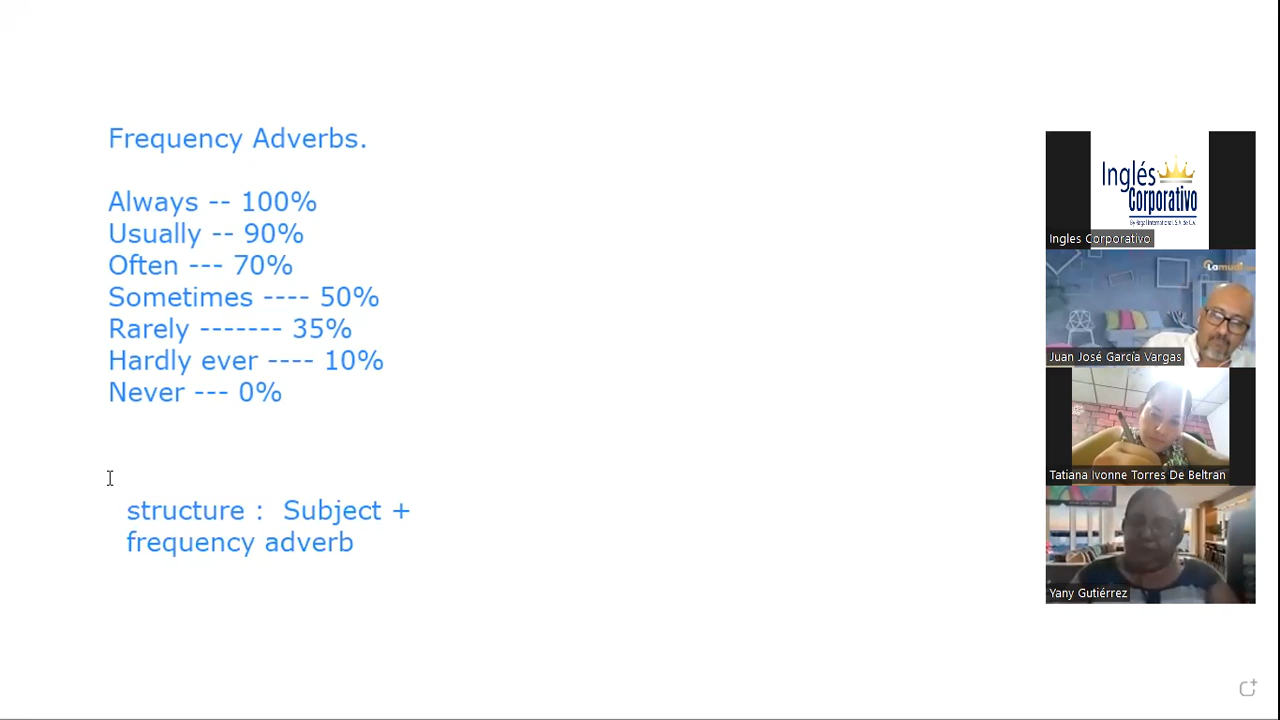 Frequency Adverbs.
Always -- 100%
Usually -- 90%
Often --- 70%
Sometimes ---- 50%
Rarely ------- 35%
Hardly ever ---- 10%
Never --- 0%
structure :  Subject +
frequency adverb
Inglés
Corporativo
Ingles Corporativo
Juan José García Vargas
Tatiana Ivonne Torres De Beltran
Yany Gutiérrez